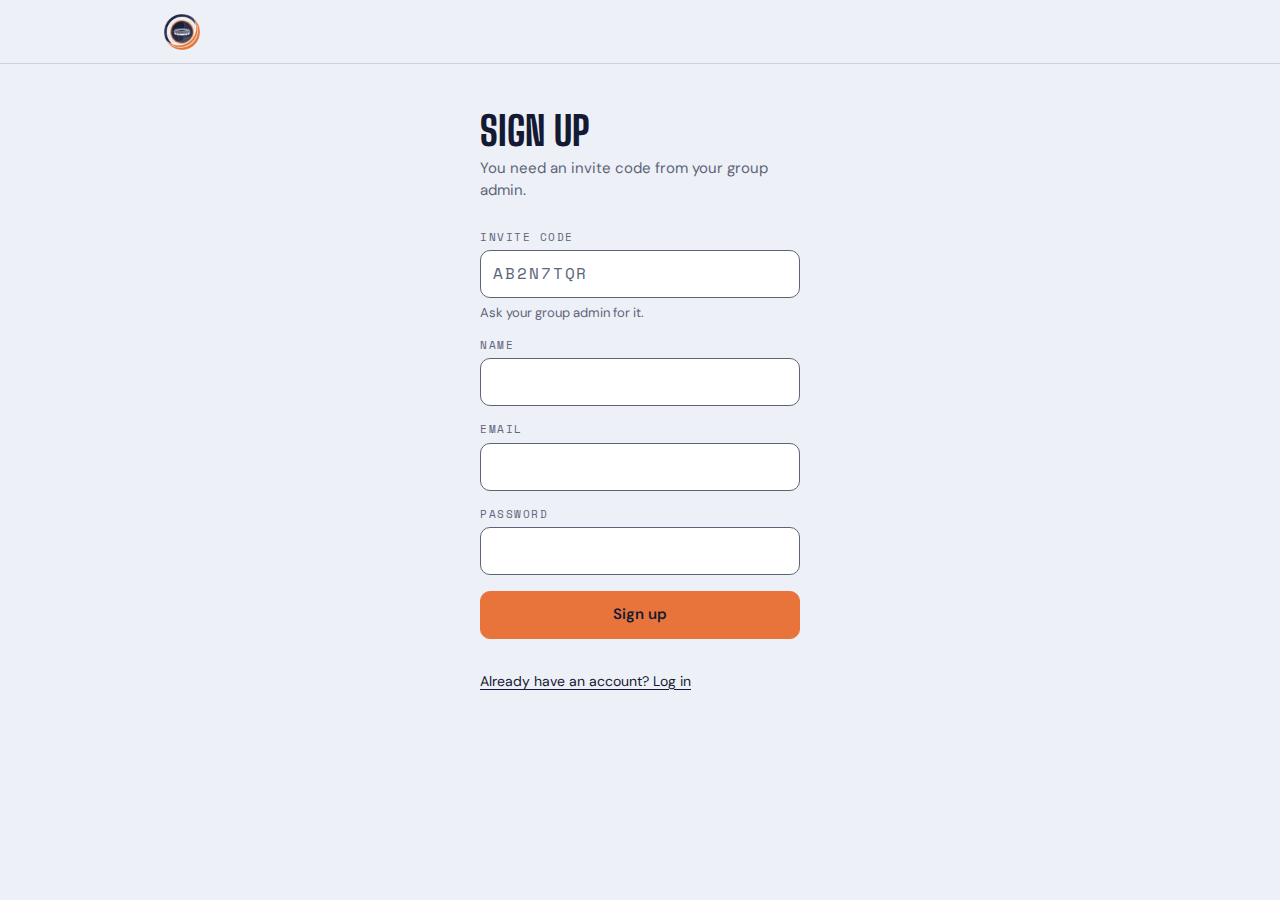 SIGN UP
You need an invite code from your group
admin.
INVITE CODE
AB2N7TQR
Ask your group admin for it.
NAME
EMAIL
PASSWORD
Sign up
Already have an account? Log in